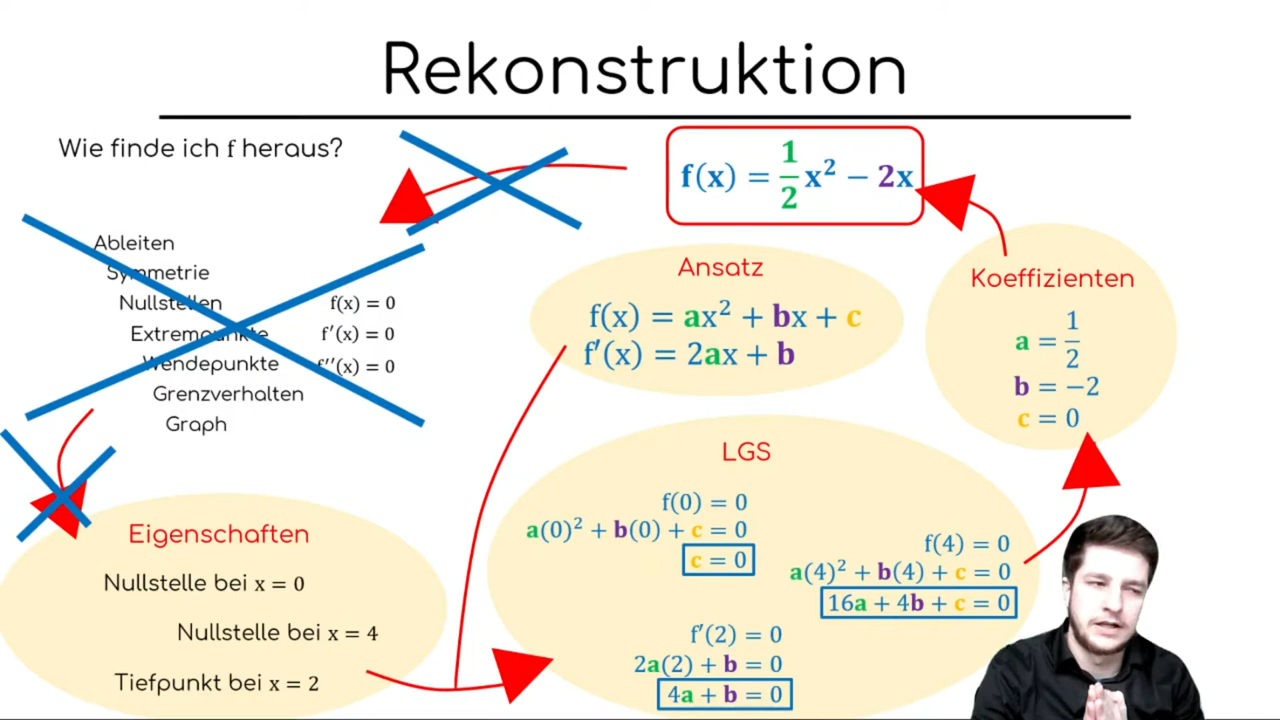 Rekonstruktion
Wie finde ich f heraus?
f(x) = 1/2 x² − 2x
Ableiten
Symmetrie
Nullstellen f(x) = 0
Extrempunkte f′(x) = 0
Wendepunkte f′′(x) = 0
Grenzverhalten
Graph
Eigenschaften
Nullstelle bei x = 0
Nullstelle bei x = 4
Tiefpunkt bei x = 2
Ansatz
f(x) = ax² + bx + c
f′(x) = 2ax + b
LGS
f(0) = 0
a(0)² + b(0) + c = 0
c = 0
f(4) = 0
a(4)² + b(4) + c = 0
16a + 4b + c = 0
f′(2) = 0
2a(2) + b = 0
4a + b = 0
Koeffizienten
a = 1/2
b = −2
c = 0